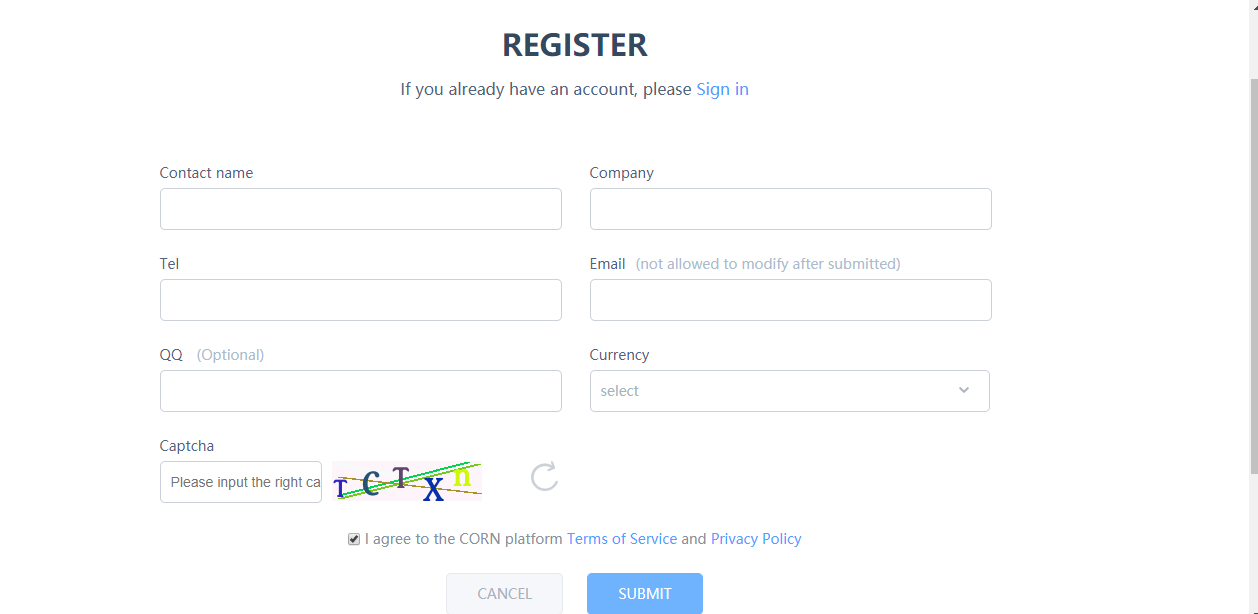 REGISTER
If you already have an account, please Sign in
Contact name
Company
Tel
Email (not allowed to modify after submitted)
QQ (Optional)
Currency
select
Captcha
Please input the right ca
T C T X n
I agree to the CORN platform Terms of Service and Privacy Policy
CANCEL
SUBMIT